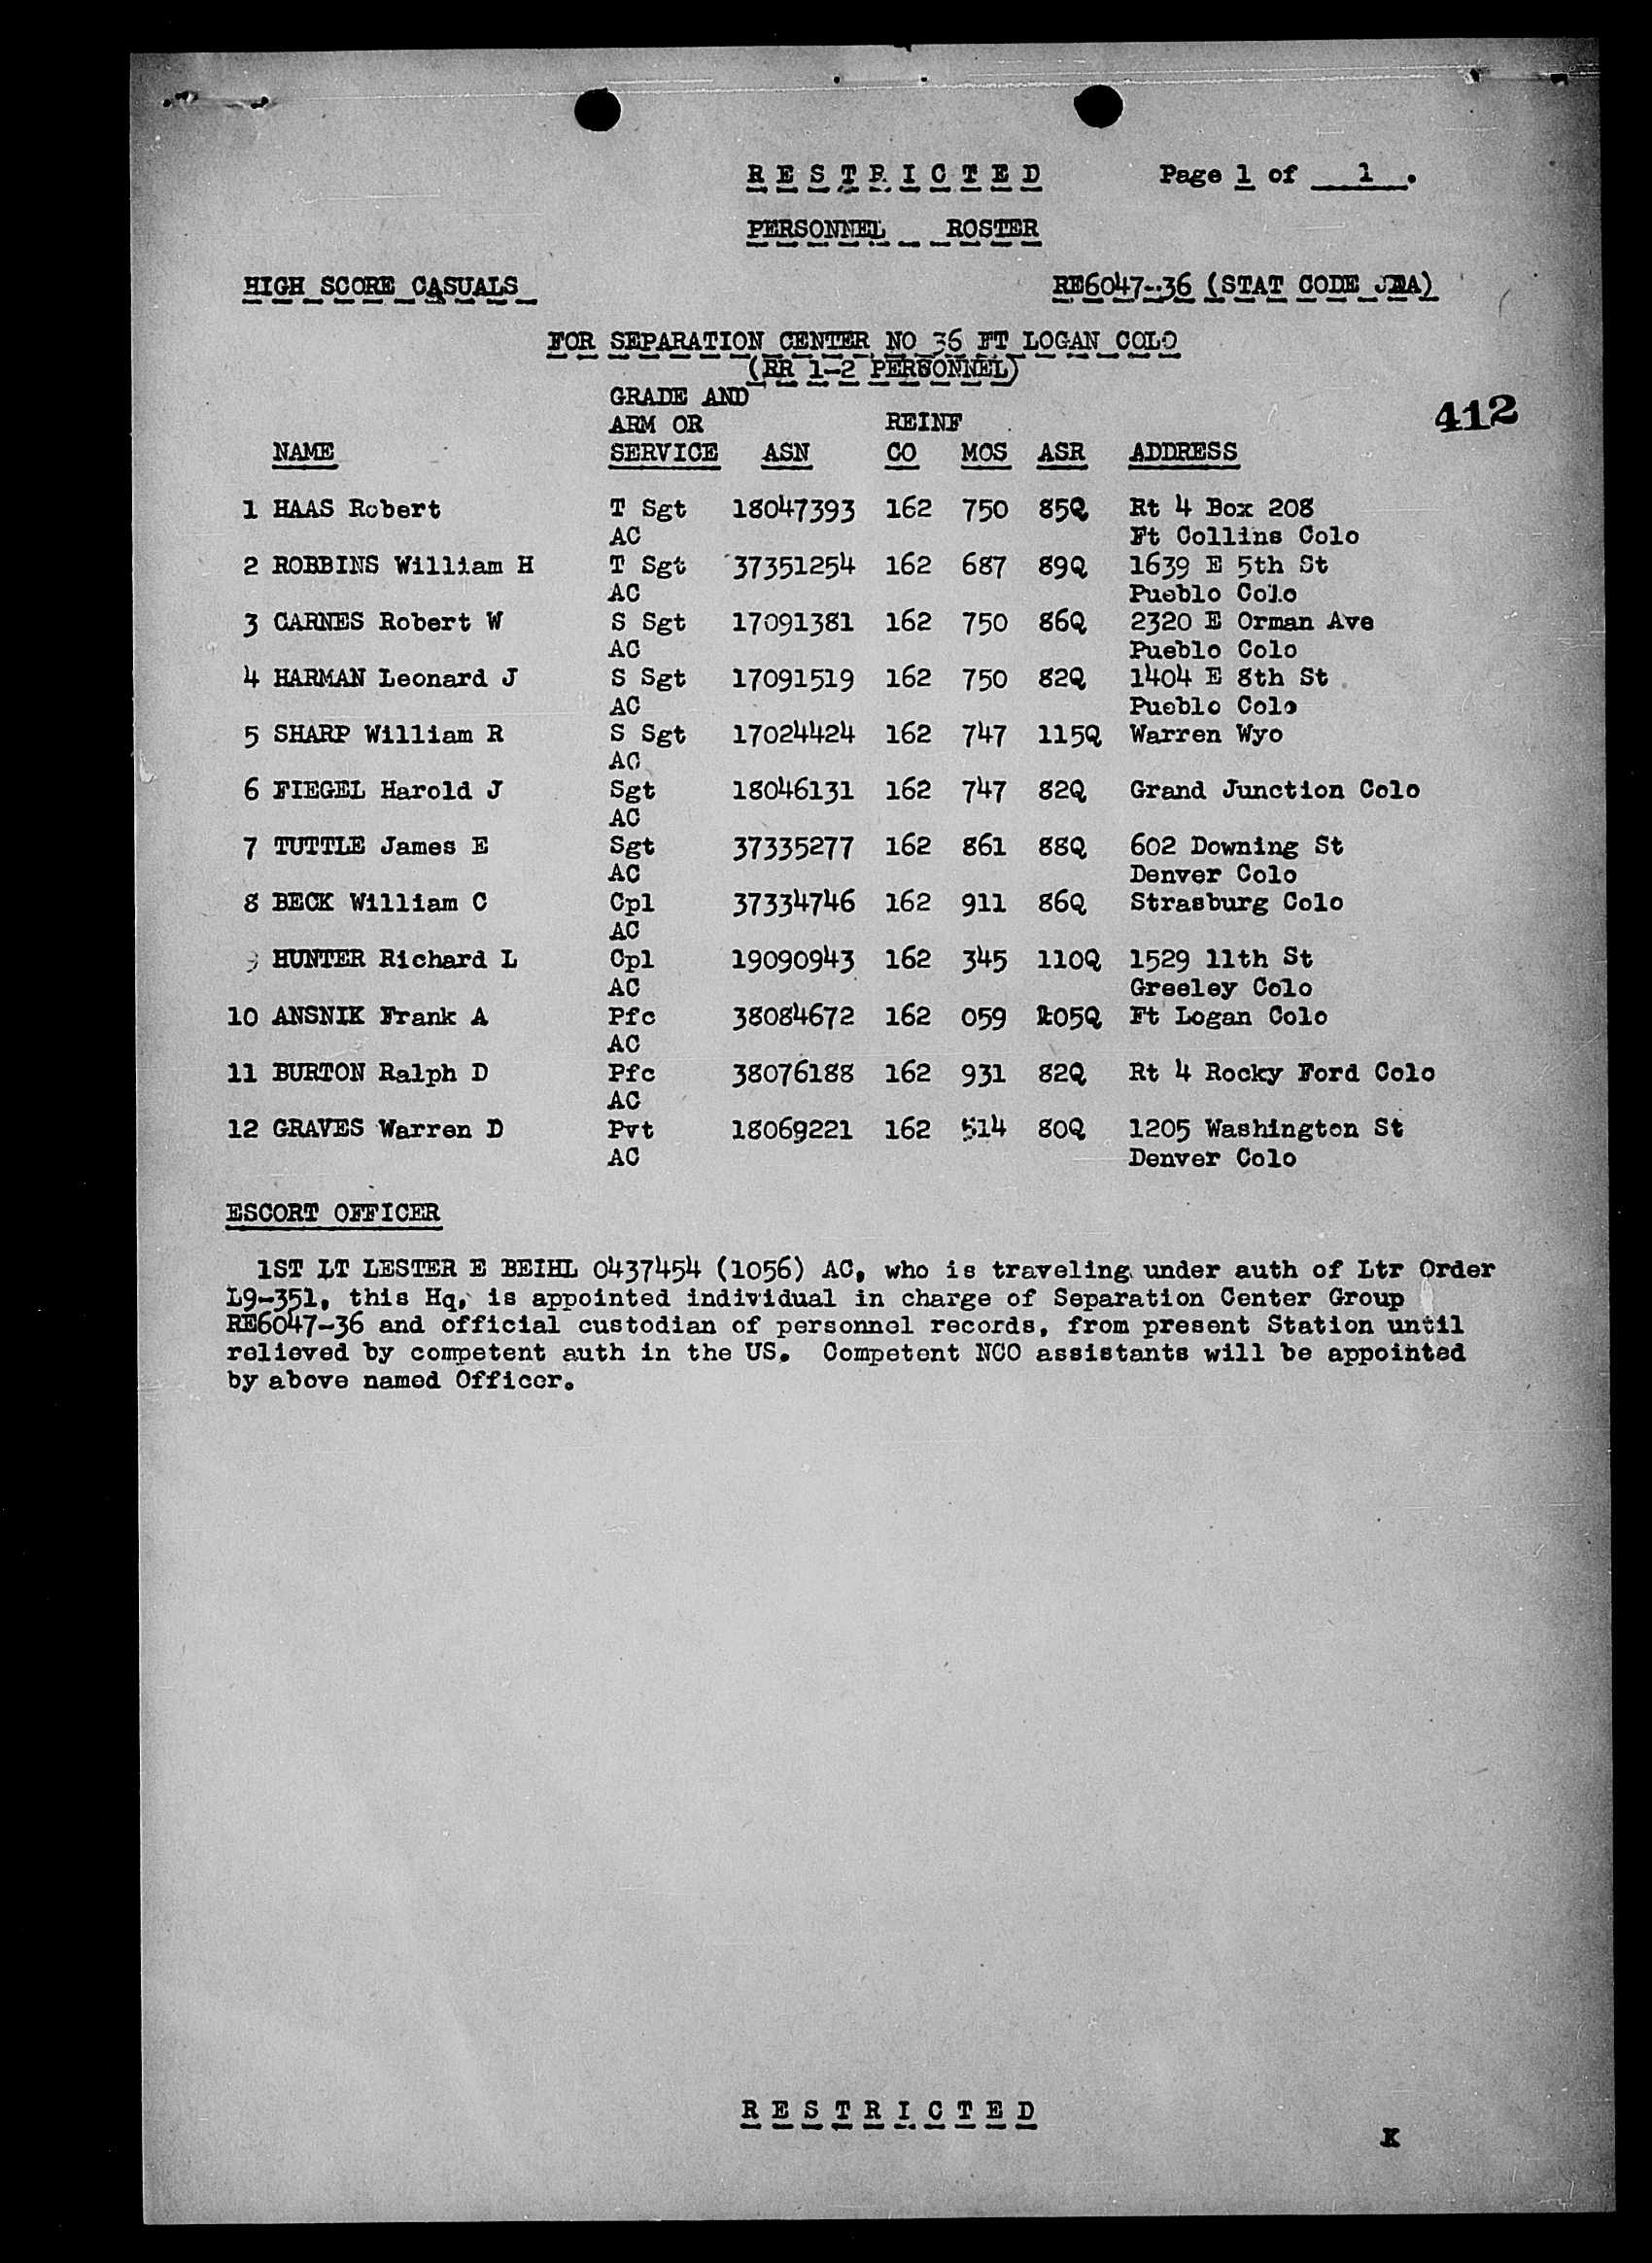 R E S T R I C T E D Page 1 of 1 .
PERSONNEL ROSTER
HIGH SCORE CASUALS RE6047-36 (STAT CODE JRA)
FOR SEPARATION CENTER NO 36 FT LOGAN COLO
(RR 1-2 PERSONNEL)
GRADE AND
412
ARM OR REINF
NAME SERVICE ASN CO MOS ASR ADDRESS
1 HAAS Robert T Sgt 18047393 162 750 85Q Rt 4 Box 208
AC Ft Collins Colo
2 ROBBINS William H T Sgt 37351254 162 687 89Q 1639 E 5th St
AC Pueblo Colo
3 CARNES Robert W S Sgt 17091381 162 750 86Q 2320 E Orman Ave
AC Pueblo Colo
4 HARMAN Leonard J S Sgt 17091519 162 750 82Q 1404 E 8th St
AC Pueblo Colo
5 SHARP William R S Sgt 17024424 162 747 115Q Warren Wyo
AC
6 FIEGEL Harold J Sgt 18046131 162 747 82Q Grand Junction Colo
AC
7 TUTTLE James E Sgt 37335277 162 861 88Q 602 Downing St
AC Denver Colo
8 BECK William C Cpl 37334746 162 911 86Q Strasburg Colo
AC
9 HUNTER Richard L Cpl 19090943 162 345 110Q 1529 11th St
AC Greeley Colo
10 ANSNIK Frank A Pfc 38084672 162 059 105Q Ft Logan Colo
AC
11 BURTON Ralph D Pfc 38076188 162 931 82Q Rt 4 Rocky Ford Colo
AC
12 GRAVES Warren D Pvt 18069221 162 514 80Q 1205 Washington St
AC Denver Colo
ESCORT OFFICER
1ST LT LESTER E BEIHL 0437454 (1056) AC, who is traveling under auth of Ltr Order
L9-351, this Hq, is appointed individual in charge of Separation Center Group
RE6047-36 and official custodian of personnel records, from present Station until
relieved by competent auth in the US. Competent NCO assistants will be appointed
by above named Officer.
R E S T R I C T E D
K